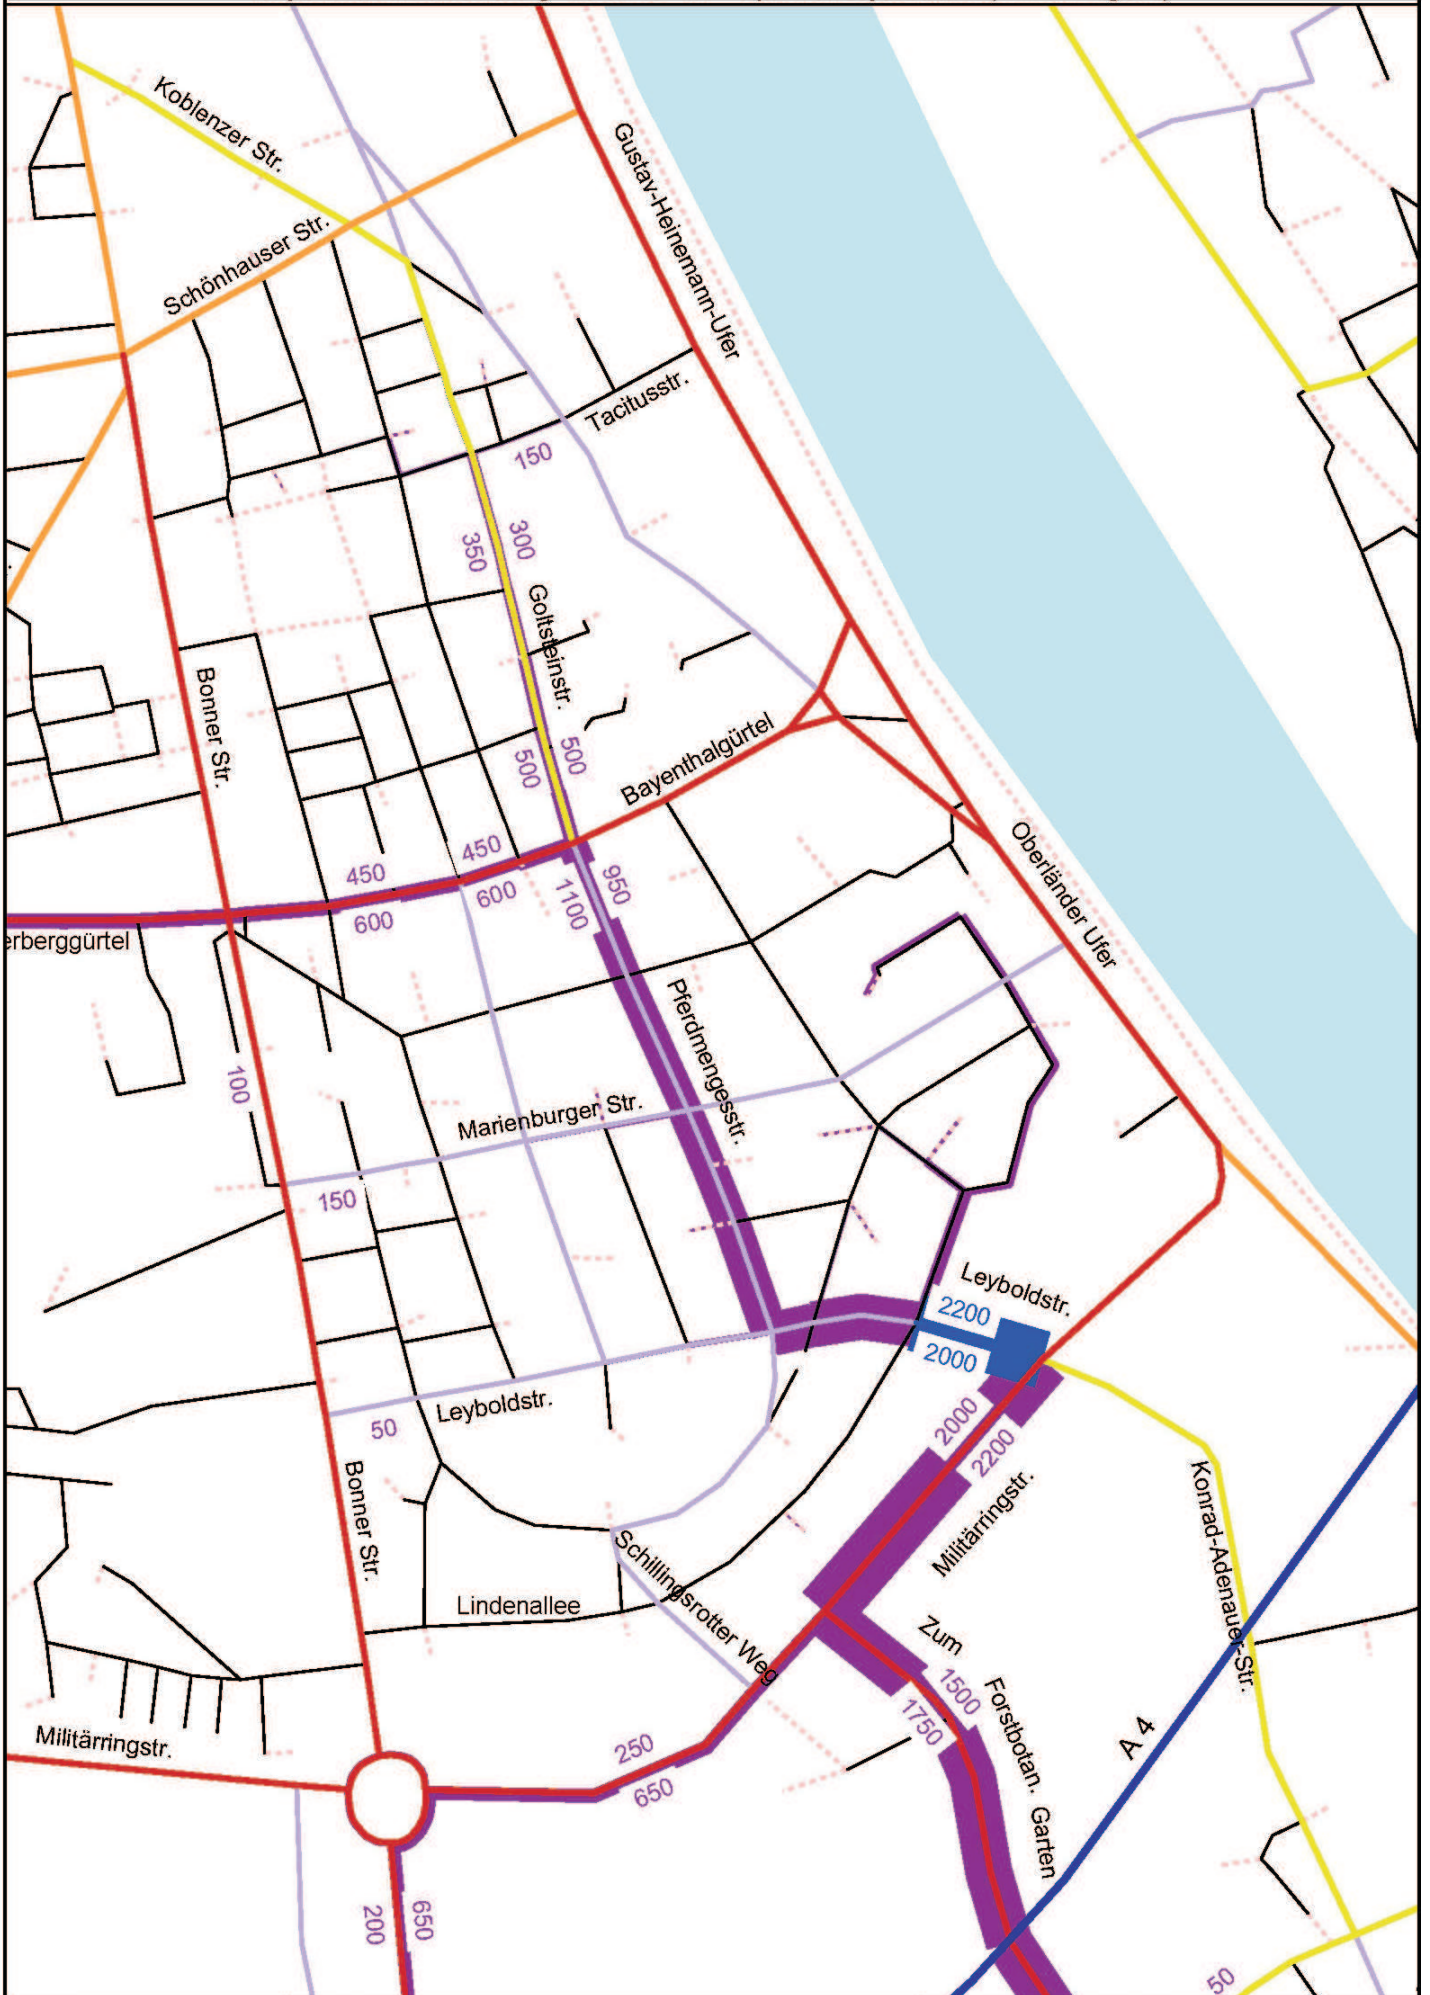 Koblenzer Str.
Gustav-Heinemann-Ufer
Schönhauser Str.
Tacitusstr.
150
350
300
Goltsteinstr.
Bonner Str.
500
500
Bayenthalgürtel
450
450
600
600
950
1100
Oberländer Ufer
erberggürtel
Pferdmengesstr.
100
Marienburger Str.
150
Leyboldstr.
2200
2000
Leyboldstr.
50
2000
2200
Militärringstr.
Bonner Str.
Konrad-Adenauer-Str.
Schillingsrotter Weg
Lindenallee
Zum
Forstbotan.
Garten
1500
1750
A 4
Militärringstr.
250
650
200
650
50